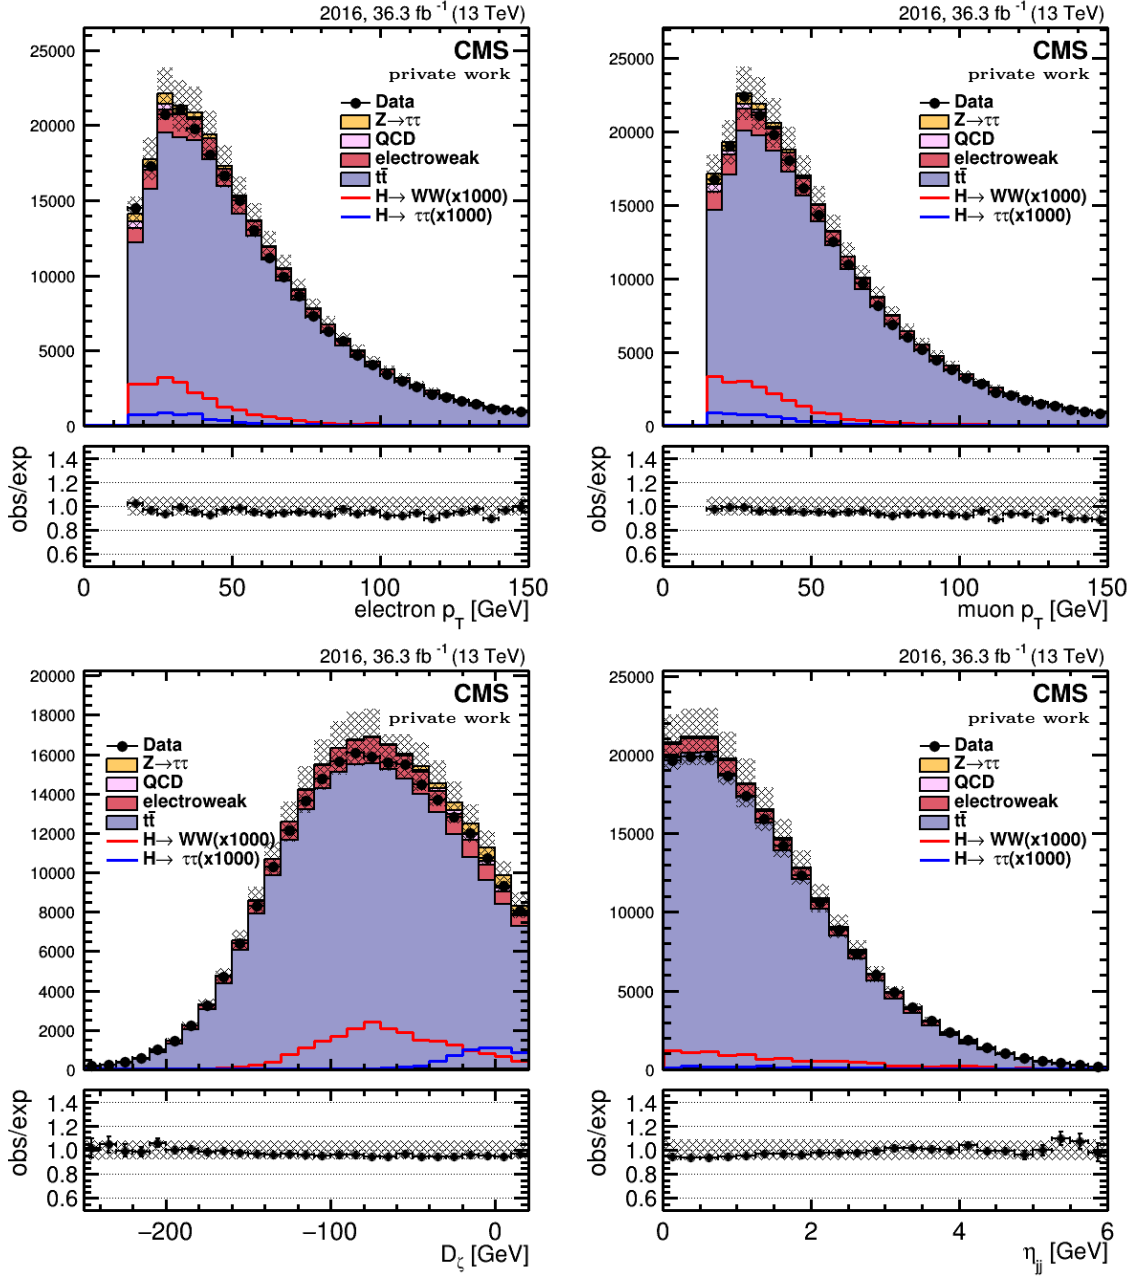 2016, 36.3 fb⁻¹ (13 TeV)
CMS
private work
Data
Z→ττ
QCD
electroweak
tt̄
H→ WW(x1000)
H→ ττ(x1000)
25000
20000
15000
10000
5000
0
obs/exp
1.4
1.2
1.0
0.8
0.6
0 50 100 150
electron p_T [GeV]
2016, 36.3 fb⁻¹ (13 TeV)
CMS
private work
Data
Z→ττ
QCD
electroweak
tt̄
H→ WW(x1000)
H→ ττ(x1000)
25000
20000
15000
10000
5000
0
obs/exp
1.4
1.2
1.0
0.8
0.6
0 50 100 150
muon p_T [GeV]
2016, 36.3 fb⁻¹ (13 TeV)
CMS
private work
Data
Z→ττ
QCD
electroweak
tt̄
H→ WW(x1000)
H→ ττ(x1000)
20000
18000
16000
14000
12000
10000
8000
6000
4000
2000
0
obs/exp
1.4
1.2
1.0
0.8
0.6
−200 −100 0
D_ζ [GeV]
2016, 36.3 fb⁻¹ (13 TeV)
CMS
private work
Data
Z→ττ
QCD
electroweak
tt̄
H→ WW(x1000)
H→ ττ(x1000)
25000
20000
15000
10000
5000
0
obs/exp
1.4
1.2
1.0
0.8
0.6
0 2 4 6
η_jj [GeV]